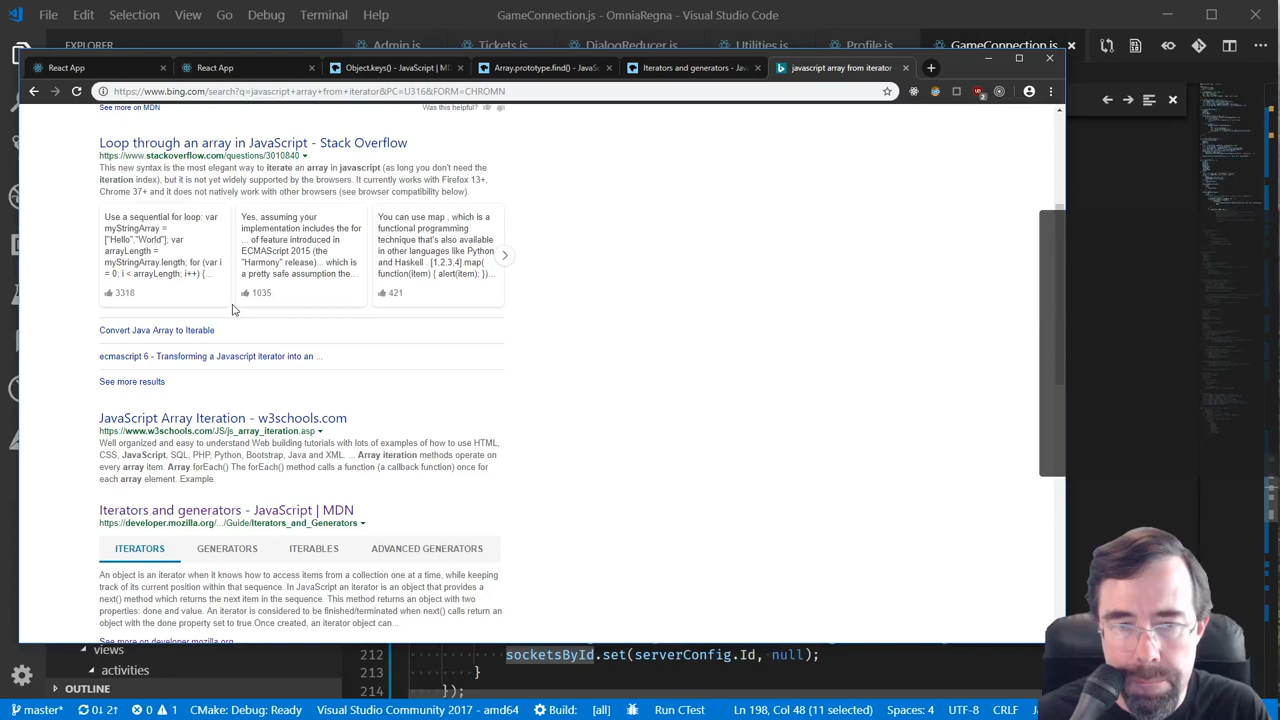 File Edit Selection View Go Debug Terminal Help GameConnection.js - OmniaRegna - Visual Studio Code
EXPLORER Admin.js Tickets.js DialogReducer.js Utilities.js Profile.js GameConnection.js
React App React App Object.keys() - JavaScript | M Array.prototype.find() - JavaScr Iterators and generators - JavaS javascript array from iterator
https://www.bing.com/search?q=javascript+array+from+iterator&PC=U316&FORM=CHROMN
See more on MDN Was this helpful?
Loop through an array in JavaScript - Stack Overflow
https://www.stackoverflow.com/questions/3010840
This new syntax is the most elegant way to iterate an array in javascript (as long you don't need the
iteration index), but it is not yet widely supported by the browsers. It currently works with Firefox 13+,
Chrome 37+ and it does not natively work with other browsers (see browser compatibility below).
Use a sequential for loop: var
myStringArray =
["Hello","World"]; var
arrayLength =
myStringArray.length; for (var i
= 0; i < arrayLength; i++) {...
3318
Yes, assuming your
implementation includes the for
... of feature introduced in
ECMAScript 2015 (the
"Harmony" release)... which is
a pretty safe assumption the...
1035
You can use map , which is a
functional programming
technique that's also available
in other languages like Python
and Haskell . [1,2,3,4].map(
function(item) { alert(item); })...
421
Convert Java Array to Iterable
ecmascript 6 - Transforming a Javascript iterator into an ...
See more results
JavaScript Array Iteration - w3schools.com
https://www.w3schools.com/JS/js_array_iteration.asp
Well organized and easy to understand Web building tutorials with lots of examples of how to use HTML,
CSS, JavaScript, SQL, PHP, Python, Bootstrap, Java and XML. ... Array iteration methods operate on
every array item. Array.forEach() The forEach() method calls a function (a callback function) once for
each array element. Example.
Iterators and generators - JavaScript | MDN
https://developer.mozilla.org/.../Guide/Iterators_and_Generators
ITERATORS GENERATORS ITERABLES ADVANCED GENERATORS
An object is an iterator when it knows how to access items from a collection one at a time, while keeping
track of its current position within that sequence. In JavaScript an iterator is an object that provides a
next() method which returns the next item in the sequence. This method returns an object with two
properties: done and value. An iterator is considered to be finished/terminated when next() calls return an
object with the done property set to true.Once created, an iterator object can...
See more on developer.mozilla.org
views
activities
OUTLINE
212 socketsById.set(serverConfig.Id, null);
213 }
214 });
master* 0↓ 2↑ 0 1 CMake: Debug: Ready Visual Studio Community 2017 - amd64 Build: [all] Run CTest Ln 198, Col 48 (11 selected) Spaces: 4 UTF-8 CRLF